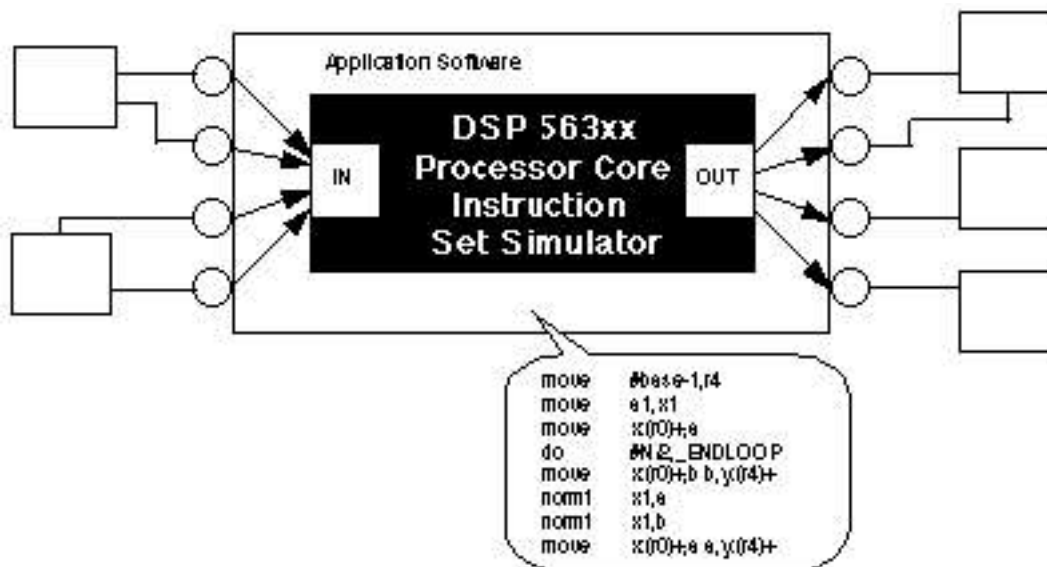 Application Software
DSP 563xx
Processor Core
Instruction
Set Simulator
IN
OUT
move #base-1,r4
move a1,x1
move x:(r0)+,a
do #N/2,_ENDLOOP
move x:(r0)+,b b,y:(r4)+
norm1 x1,a
norm1 x1,b
move x:(r0)+,a a,y:(r4)+